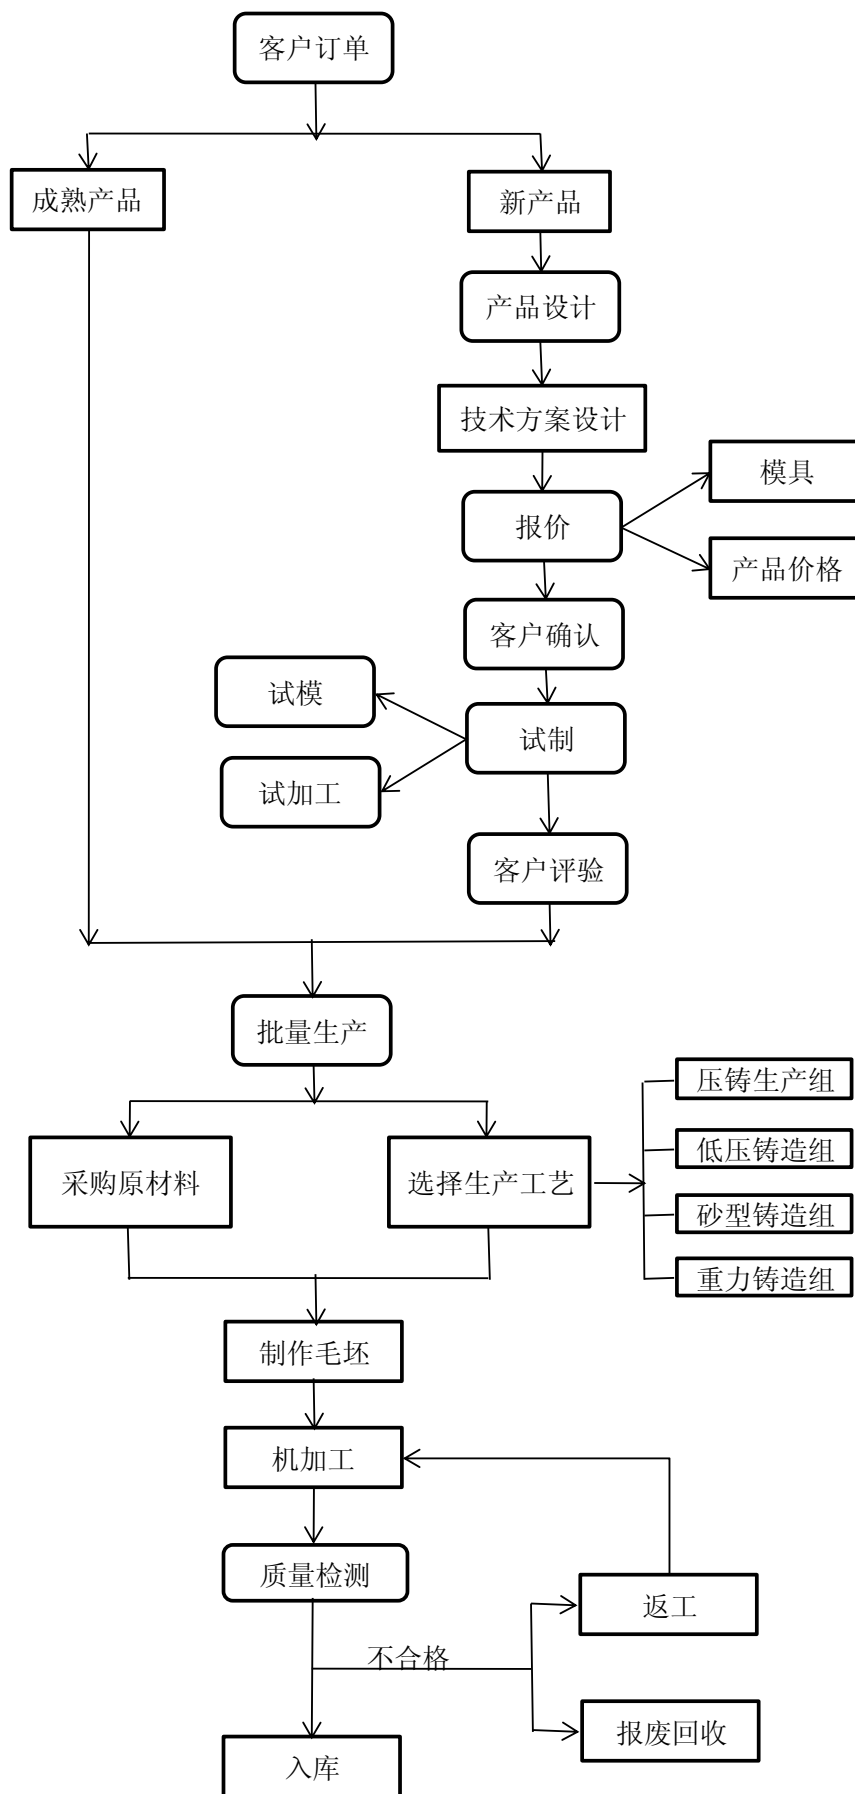 客户订单
成熟产品
新产品
产品设计
技术方案设计
模具
报价
产品价格
客户确认
试模
试制
试加工
客户评验
批量生产
压铸生产组
低压铸造组
采购原材料
选择生产工艺
砂型铸造组
重力铸造组
制作毛坯
机加工
质量检测
返工
不合格
报废回收
入库